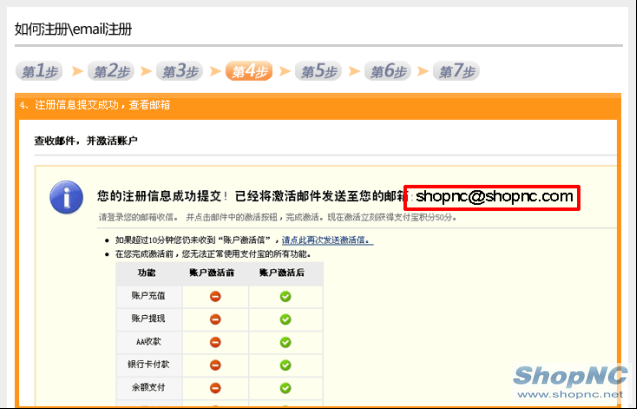 如何注册\email注册
第1步 第2步 第3步 第4步 第5步 第6步 第7步
4、注册信息提交成功，查看邮箱
查收邮件，并激活账户
您的注册信息成功提交！已经将激活邮件发送至您的邮箱:shopnc@shopnc.com
请登录您的邮箱收信。 并点击邮件中的激活按钮，完成激活。现在激活立刻获得支付宝积分50分。
如果超过10分钟您仍未收到“账户激活信”，请点此再次发送激活信。
在您完成激活前，您无法正常使用支付宝的所有功能。
功能 账户激活前 账户激活后
账户充值
账户提现
AA收款
银行卡付款
余额支付
ShopNC
www.shopnc.net